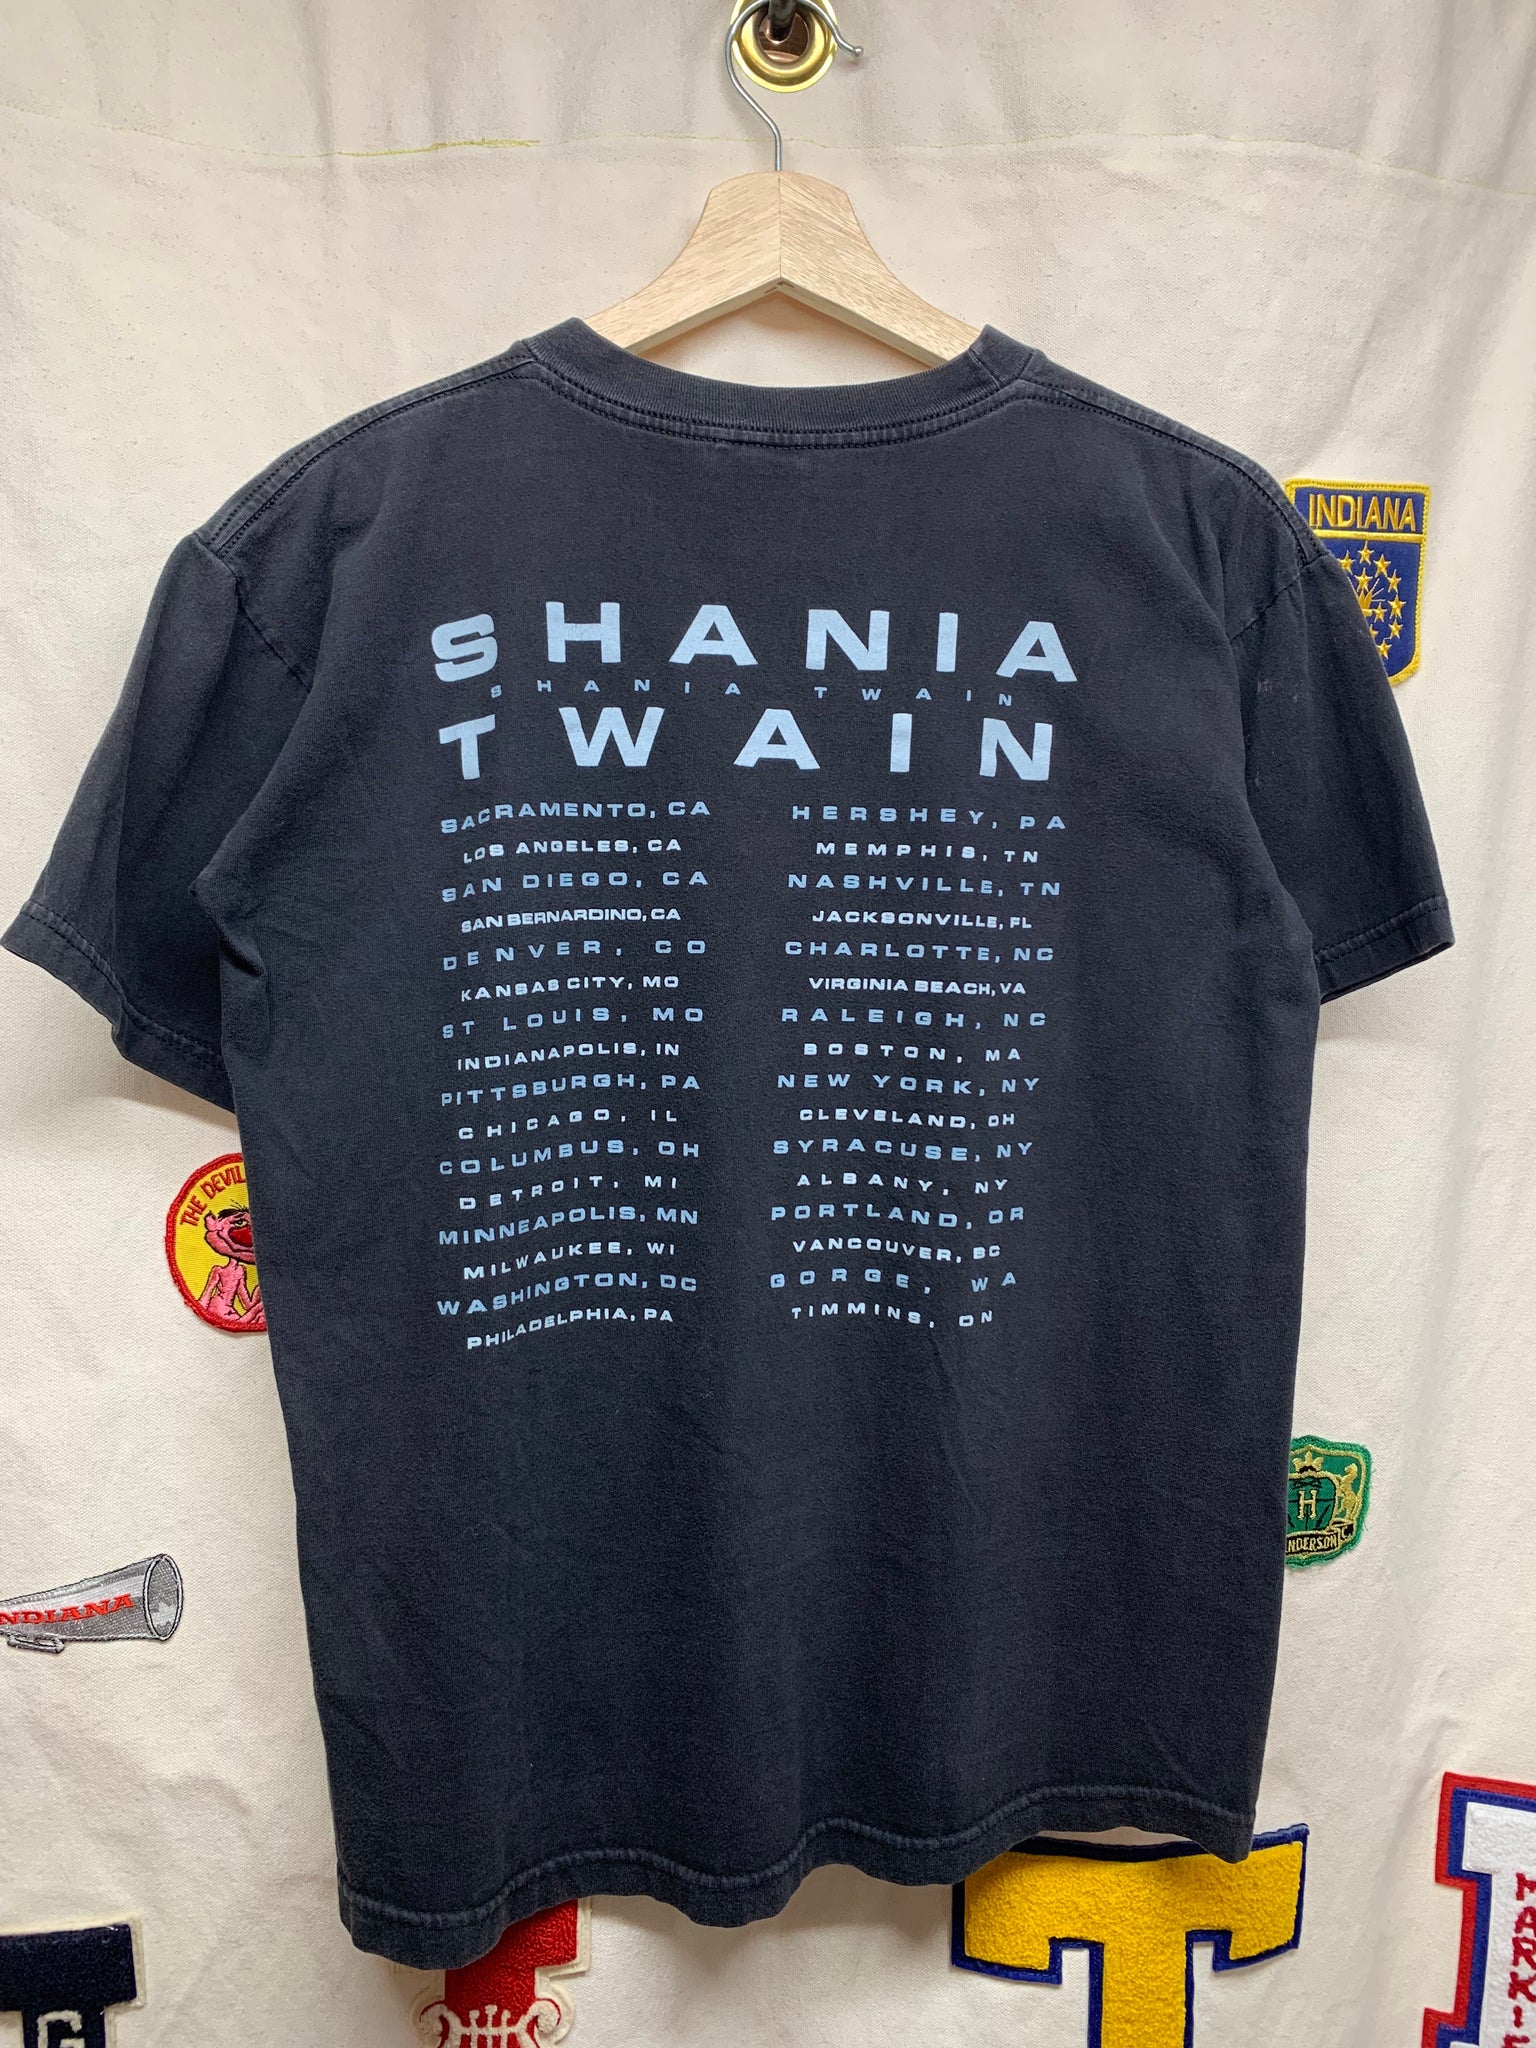 SHANIA
SHANIA TWAIN
TWAIN
SACRAMENTO, CA
LOS ANGELES, CA
SAN DIEGO, CA
SAN BERNARDINO, CA
DENVER, CO
KANSAS CITY, MO
ST LOUIS, MO
INDIANAPOLIS, IN
PITTSBURGH, PA
CHICAGO, IL
COLUMBUS, OH
DETROIT, MI
MINNEAPOLIS, MN
MILWAUKEE, WI
WASHINGTON, DC
PHILADELPHIA, PA
HERSHEY, PA
MEMPHIS, TN
NASHVILLE, TN
JACKSONVILLE, FL
CHARLOTTE, NC
VIRGINIA BEACH, VA
RALEIGH, NC
BOSTON, MA
NEW YORK, NY
CLEVELAND, OH
SYRACUSE, NY
ALBANY, NY
PORTLAND, OR
VANCOUVER, BC
GORGE, WA
TIMMINS, ON
INDIANA
THE DEVIL
H
NDERSON
NDIANA
G
T